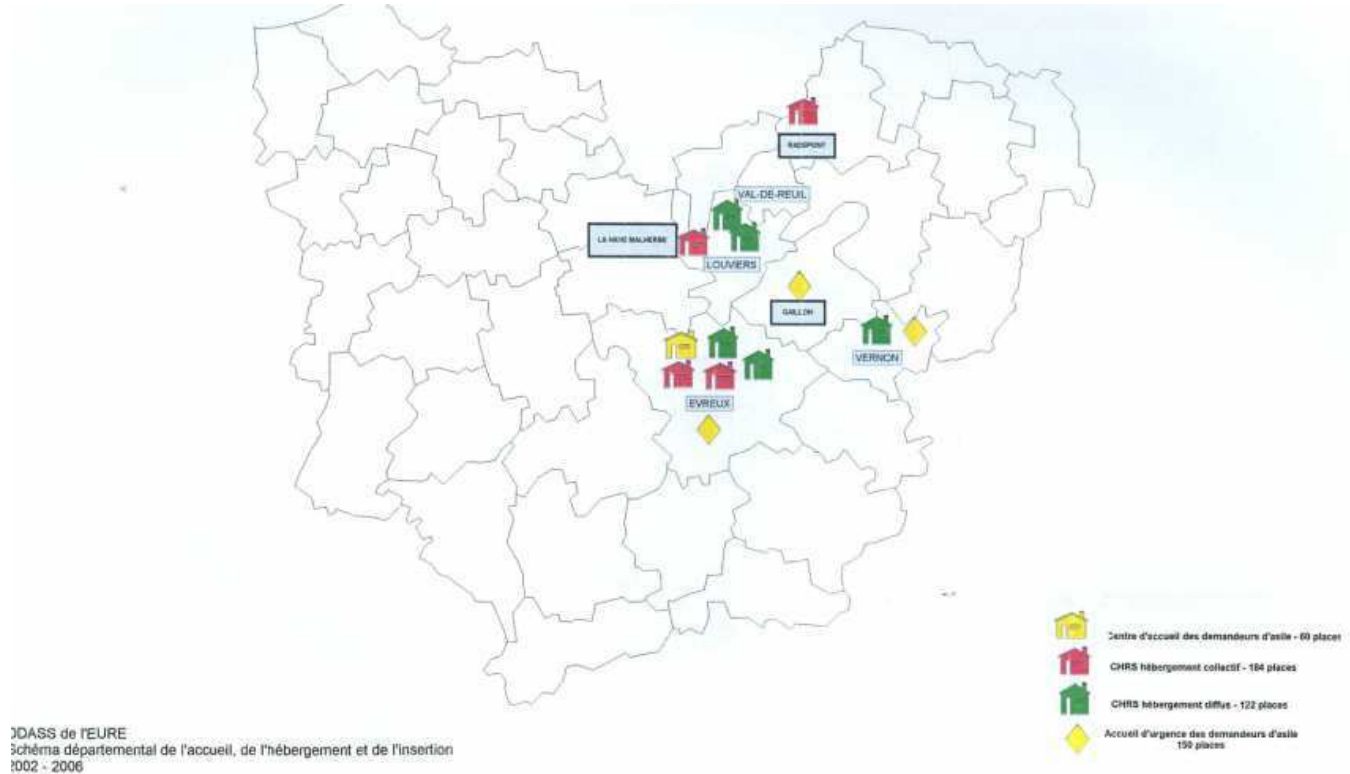 RADEPONT
VAL-DE-REUIL
LA HAYE MALHERBE
LOUVIERS
GAILLON
VERNON
EVREUX
Centre d'accueil des demandeurs d'asile - 60 places
CHRS hébergement collectif - 184 places
CHRS hébergement diffus - 122 places
Accueil d'urgence des demandeurs d'asile
150 places
DDASS de l'EURE
Schéma départemental de l'accueil, de l'hébergement et de l'insertion
2002 - 2006